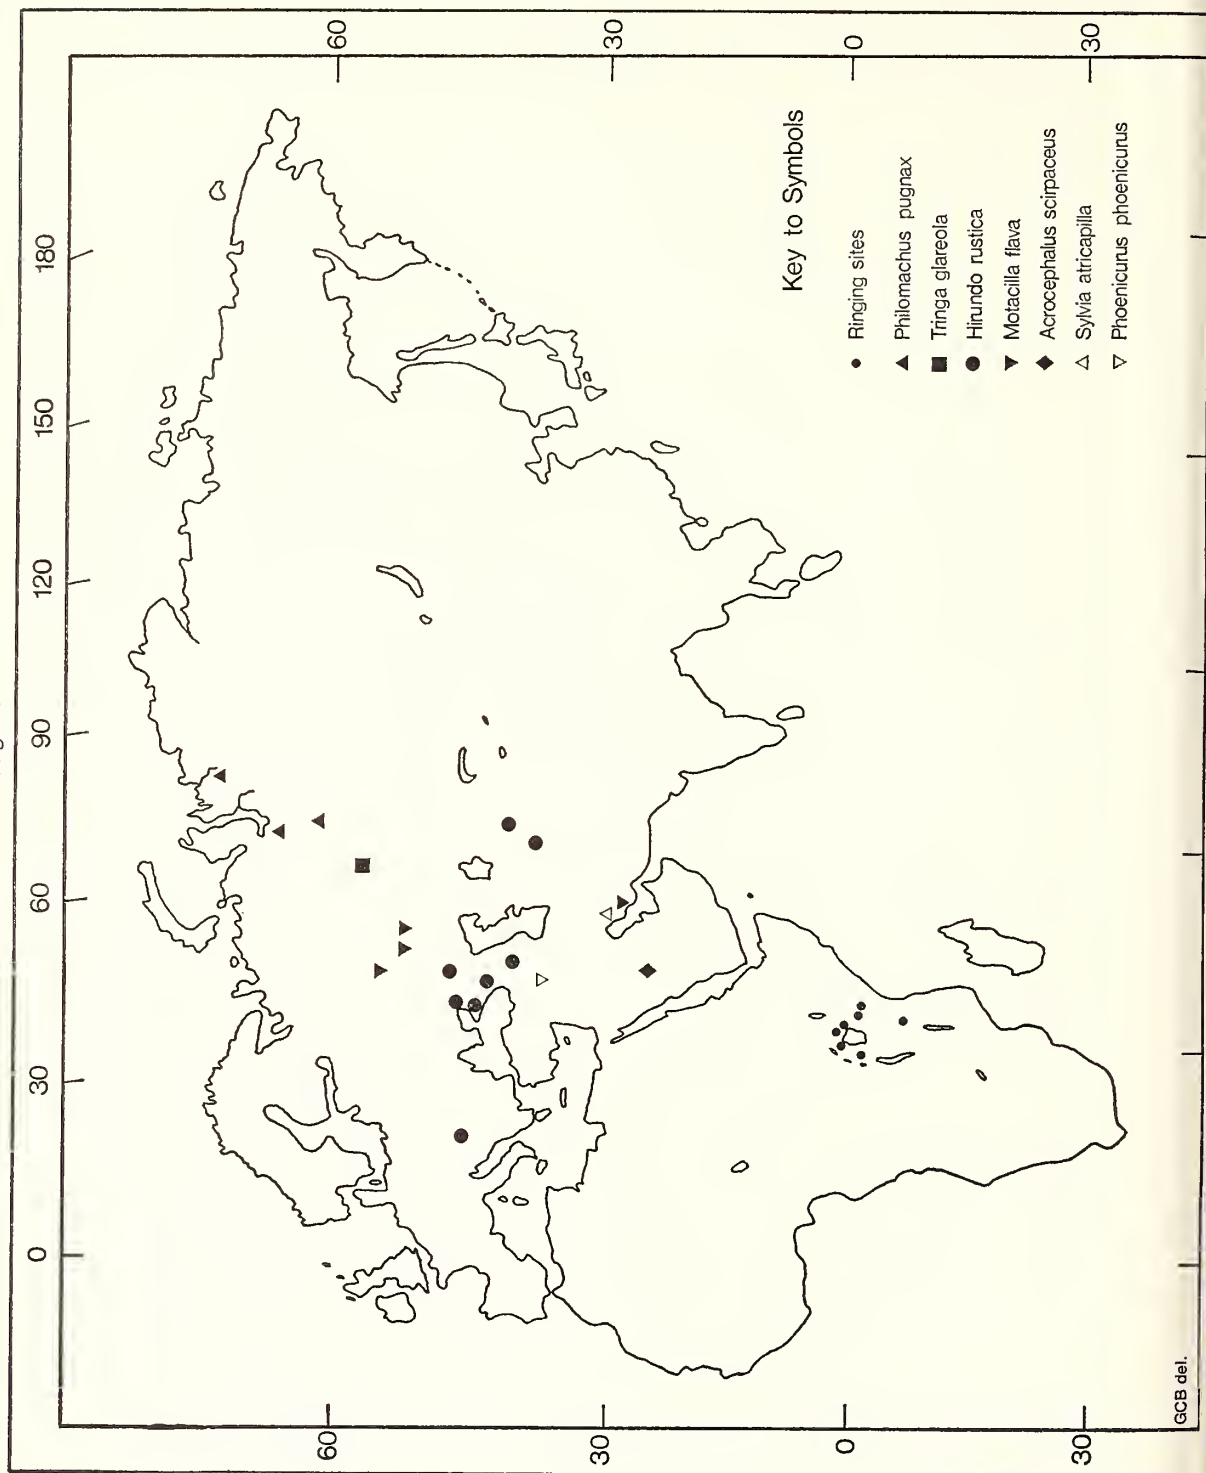 0
30
60
90
120
150
180
60
30
0
30
60
30
0
30
Key to Symbols
Ringing sites
Philomachus pugnax
Tringa glareola
Hirundo rustica
Motacilla flava
Acrocephalus scirpaceus
Sylvia atricapilla
Phoenicurus phoenicurus
GCB del.